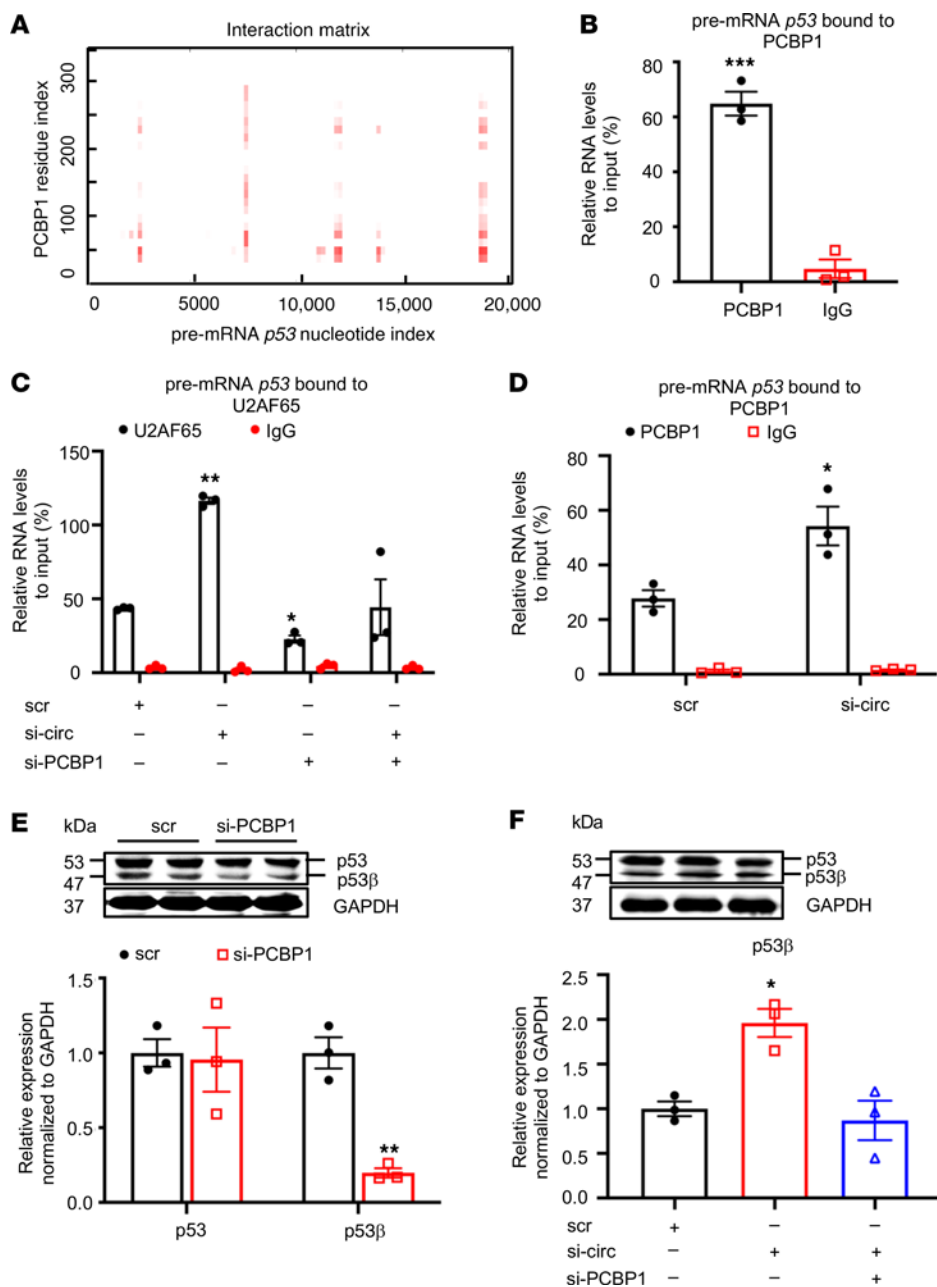 A
Interaction matrix
PCBP1 residue index
300
200
100
0
0 5000 10,000 15,000 20,000
pre-mRNA p53 nucleotide index
B
pre-mRNA p53 bound to
PCBP1
Relative RNA levels
to input (%)
80
60
40
20
0
***
PCBP1 IgG
C
pre-mRNA p53 bound to
U2AF65
U2AF65 IgG
Relative RNA levels
to input (%)
150
100
50
0
**
*
scr + – – –
si-circ – + – +
si-PCBP1 – – + +
D
pre-mRNA p53 bound to
PCBP1
PCBP1 IgG
Relative RNA levels
to input (%)
80
60
40
20
0
*
scr si-circ
E
kDa
scr si-PCBP1
53 p53
47 p53β
37 GAPDH
scr si-PCBP1
Relative expression
normalized to GAPDH
1.5
1.0
0.5
0.0
**
p53 p53β
F
kDa
53 p53
47 p53β
37 GAPDH
p53β
Relative expression
normalized to GAPDH
2.5
2.0
1.5
1.0
0.5
0.0
*
scr + – –
si-circ – + +
si-PCBP1 – – +